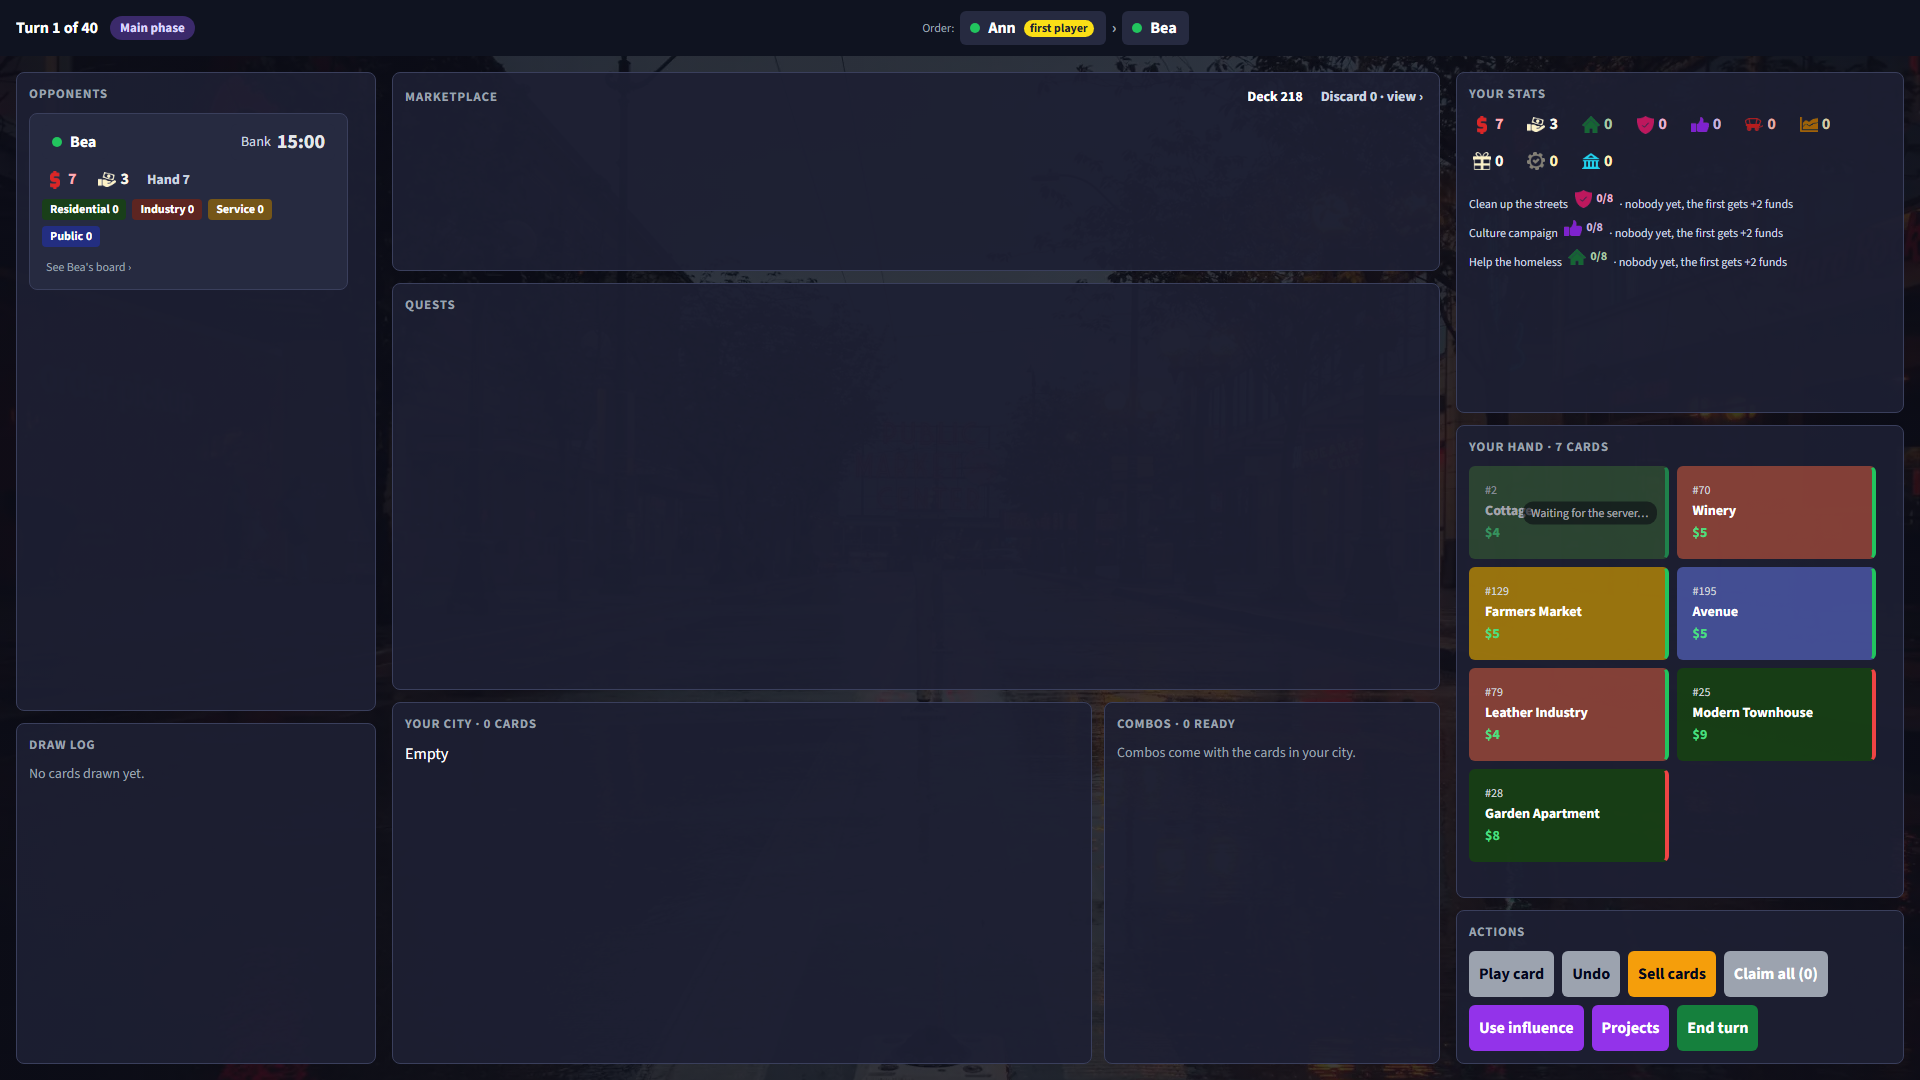 Turn 1 of 40 Main phase
Order: Ann first player › Bea
OPPONENTS
Bea Bank 15:00
7 3 Hand 7
Residential 0 Industry 0 Service 0
Public 0
See Bea's board ›
DRAW LOG
No cards drawn yet.
MARKETPLACE Deck 218 Discard 0 · view ›
QUESTS
YOUR CITY · 0 CARDS
Empty
COMBOS · 0 READY
Combos come with the cards in your city.
YOUR STATS
7 3 0 0 0 0 0
0 0 0
Clean up the streets 0/8 · nobody yet, the first gets +2 funds
Culture campaign 0/8 · nobody yet, the first gets +2 funds
Help the homeless 0/8 · nobody yet, the first gets +2 funds
YOUR HAND · 7 CARDS
#2
Waiting for the server...
$4
#70
Winery
$5
#129
Farmers Market
$5
#195
Avenue
$5
#79
Leather Industry
$4
#25
Modern Townhouse
$9
#28
Garden Apartment
$8
ACTIONS
Play card Undo Sell cards Claim all (0)
Use influence Projects End turn